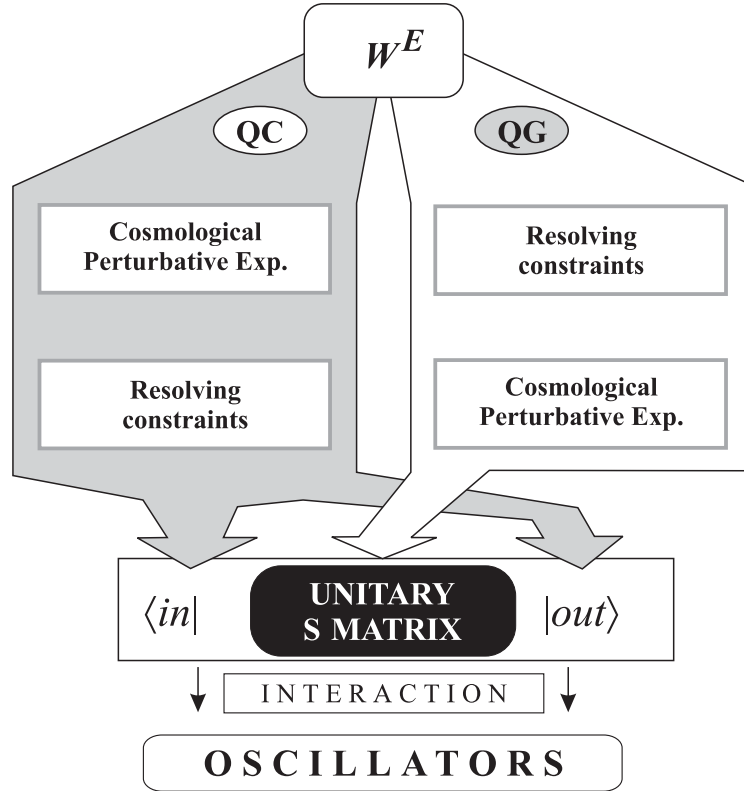 W^E
QC
QG
Cosmological
Perturbative Exp.
Resolving
constraints
Resolving
constraints
Cosmological
Perturbative Exp.
⟨in|
UNITARY
S MATRIX
|out⟩
INTERACTION
OSCILLATORS